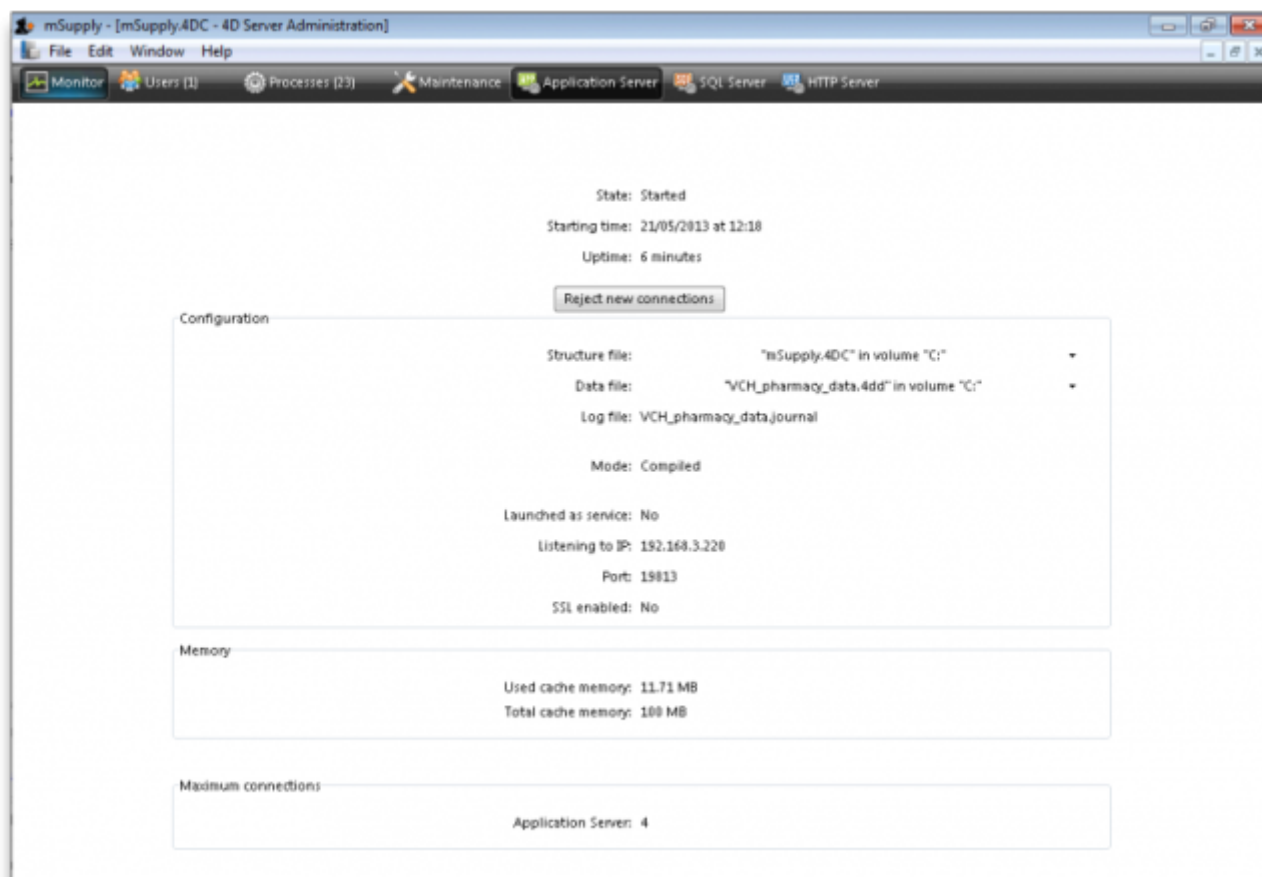 mSupply - [mSupply.4DC - 4D Server Administration]
File Edit Window Help
Monitor Users (1) Processes (23) Maintenance Application Server SQL Server HTTP Server
State: Started
Starting time: 21/05/2013 at 12:18
Uptime: 6 minutes
Reject new connections
Configuration
Structure file: "mSupply.4DC" in volume "C:"
Data file: "VCH_pharmacy_data.4dd" in volume "C:"
Log file: VCH_pharmacy_data.journal
Mode: Compiled
Launched as service: No
Listening to IP: 192.168.3.220
Port: 19813
SSL enabled: No
Memory
Used cache memory: 11.71 MB
Total cache memory: 100 MB
Maximum connections
Application Server: 4